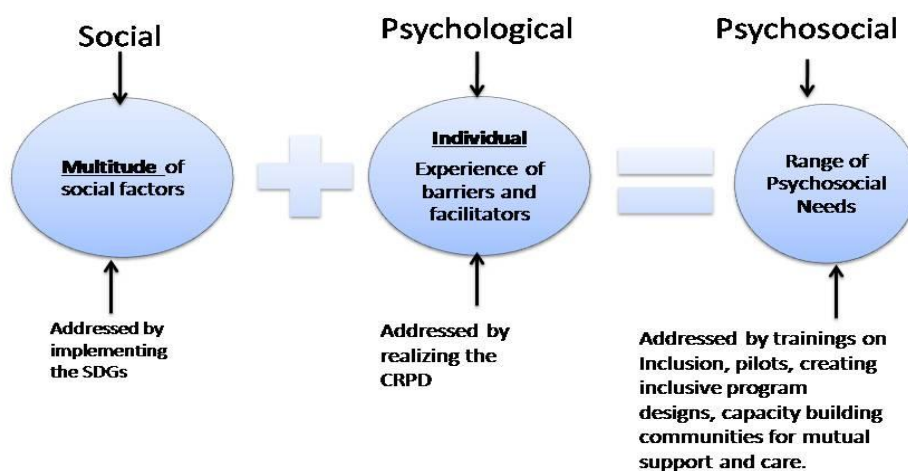 Social
Psychological
Psychosocial
Multitude of
social factors
Individual
Experience of
barriers and
facilitators
Range of
Psychosocial
Needs
Addressed by
implementing
the SDGs
Addressed by
realizing the
CRPD
Addressed by trainings on
Inclusion, pilots, creating
inclusive program
designs, capacity building
communities for mutual
support and care.